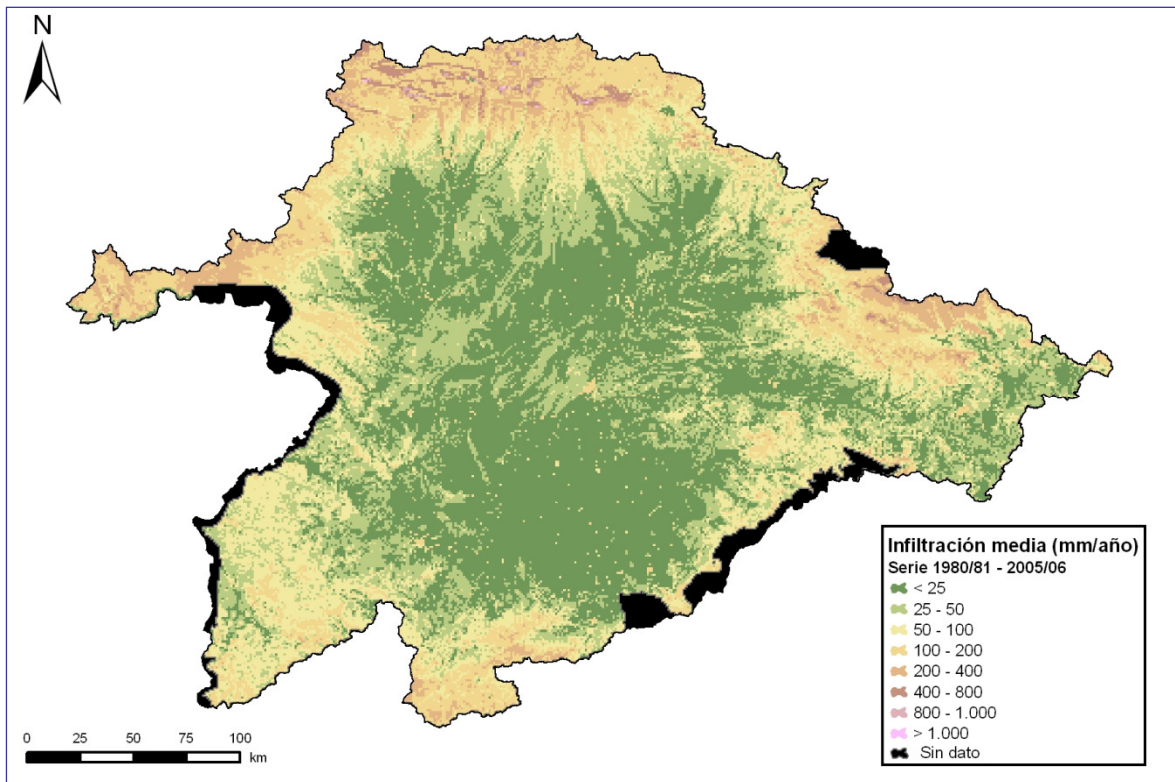 N
Infiltración media (mm/año)
Serie 1980/81 - 2005/06
< 25
25 - 50
50 - 100
100 - 200
200 - 400
400 - 800
800 - 1.000
> 1.000
Sin dato
0 25 50 75 100
km